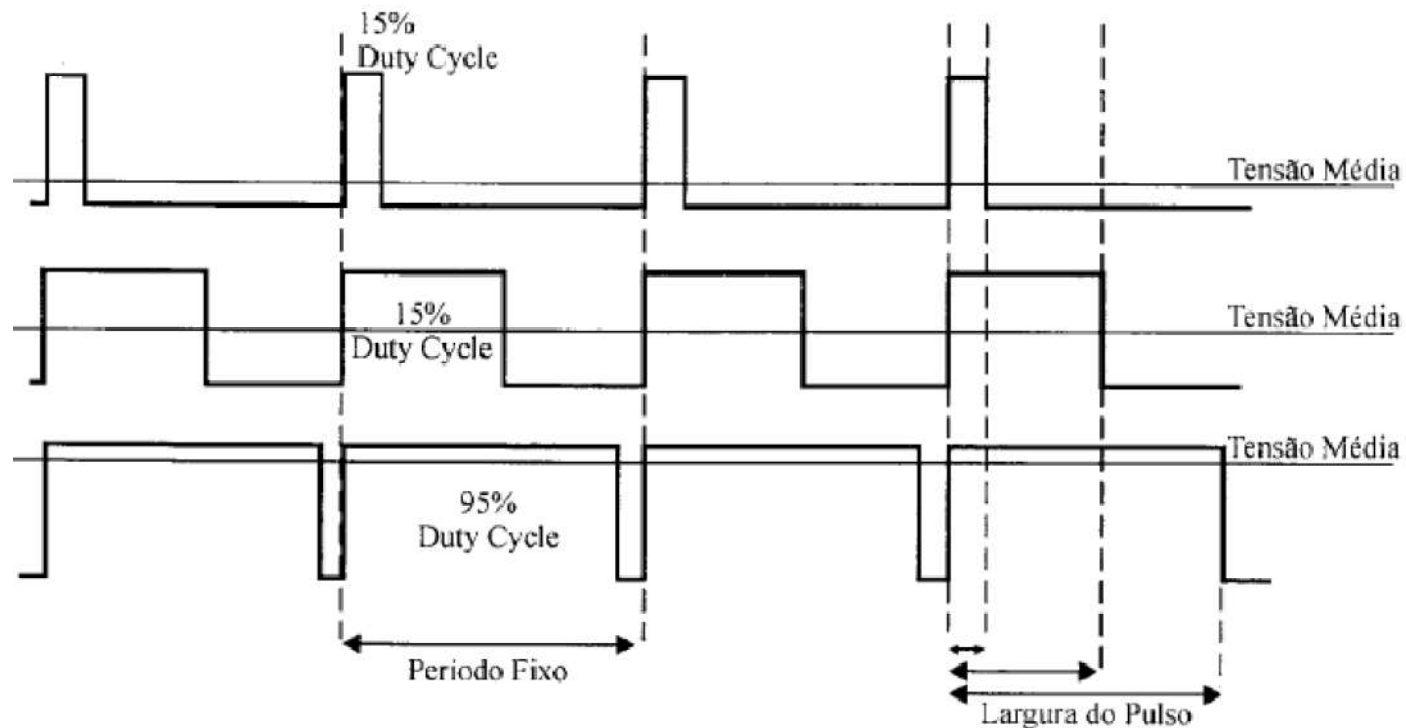 15%
Duty Cycle
Tensão Média
Tensão Média
15%
Duty Cycle
Tensão Média
95%
Duty Cycle
Periodo Fixo
Largura do Pulso